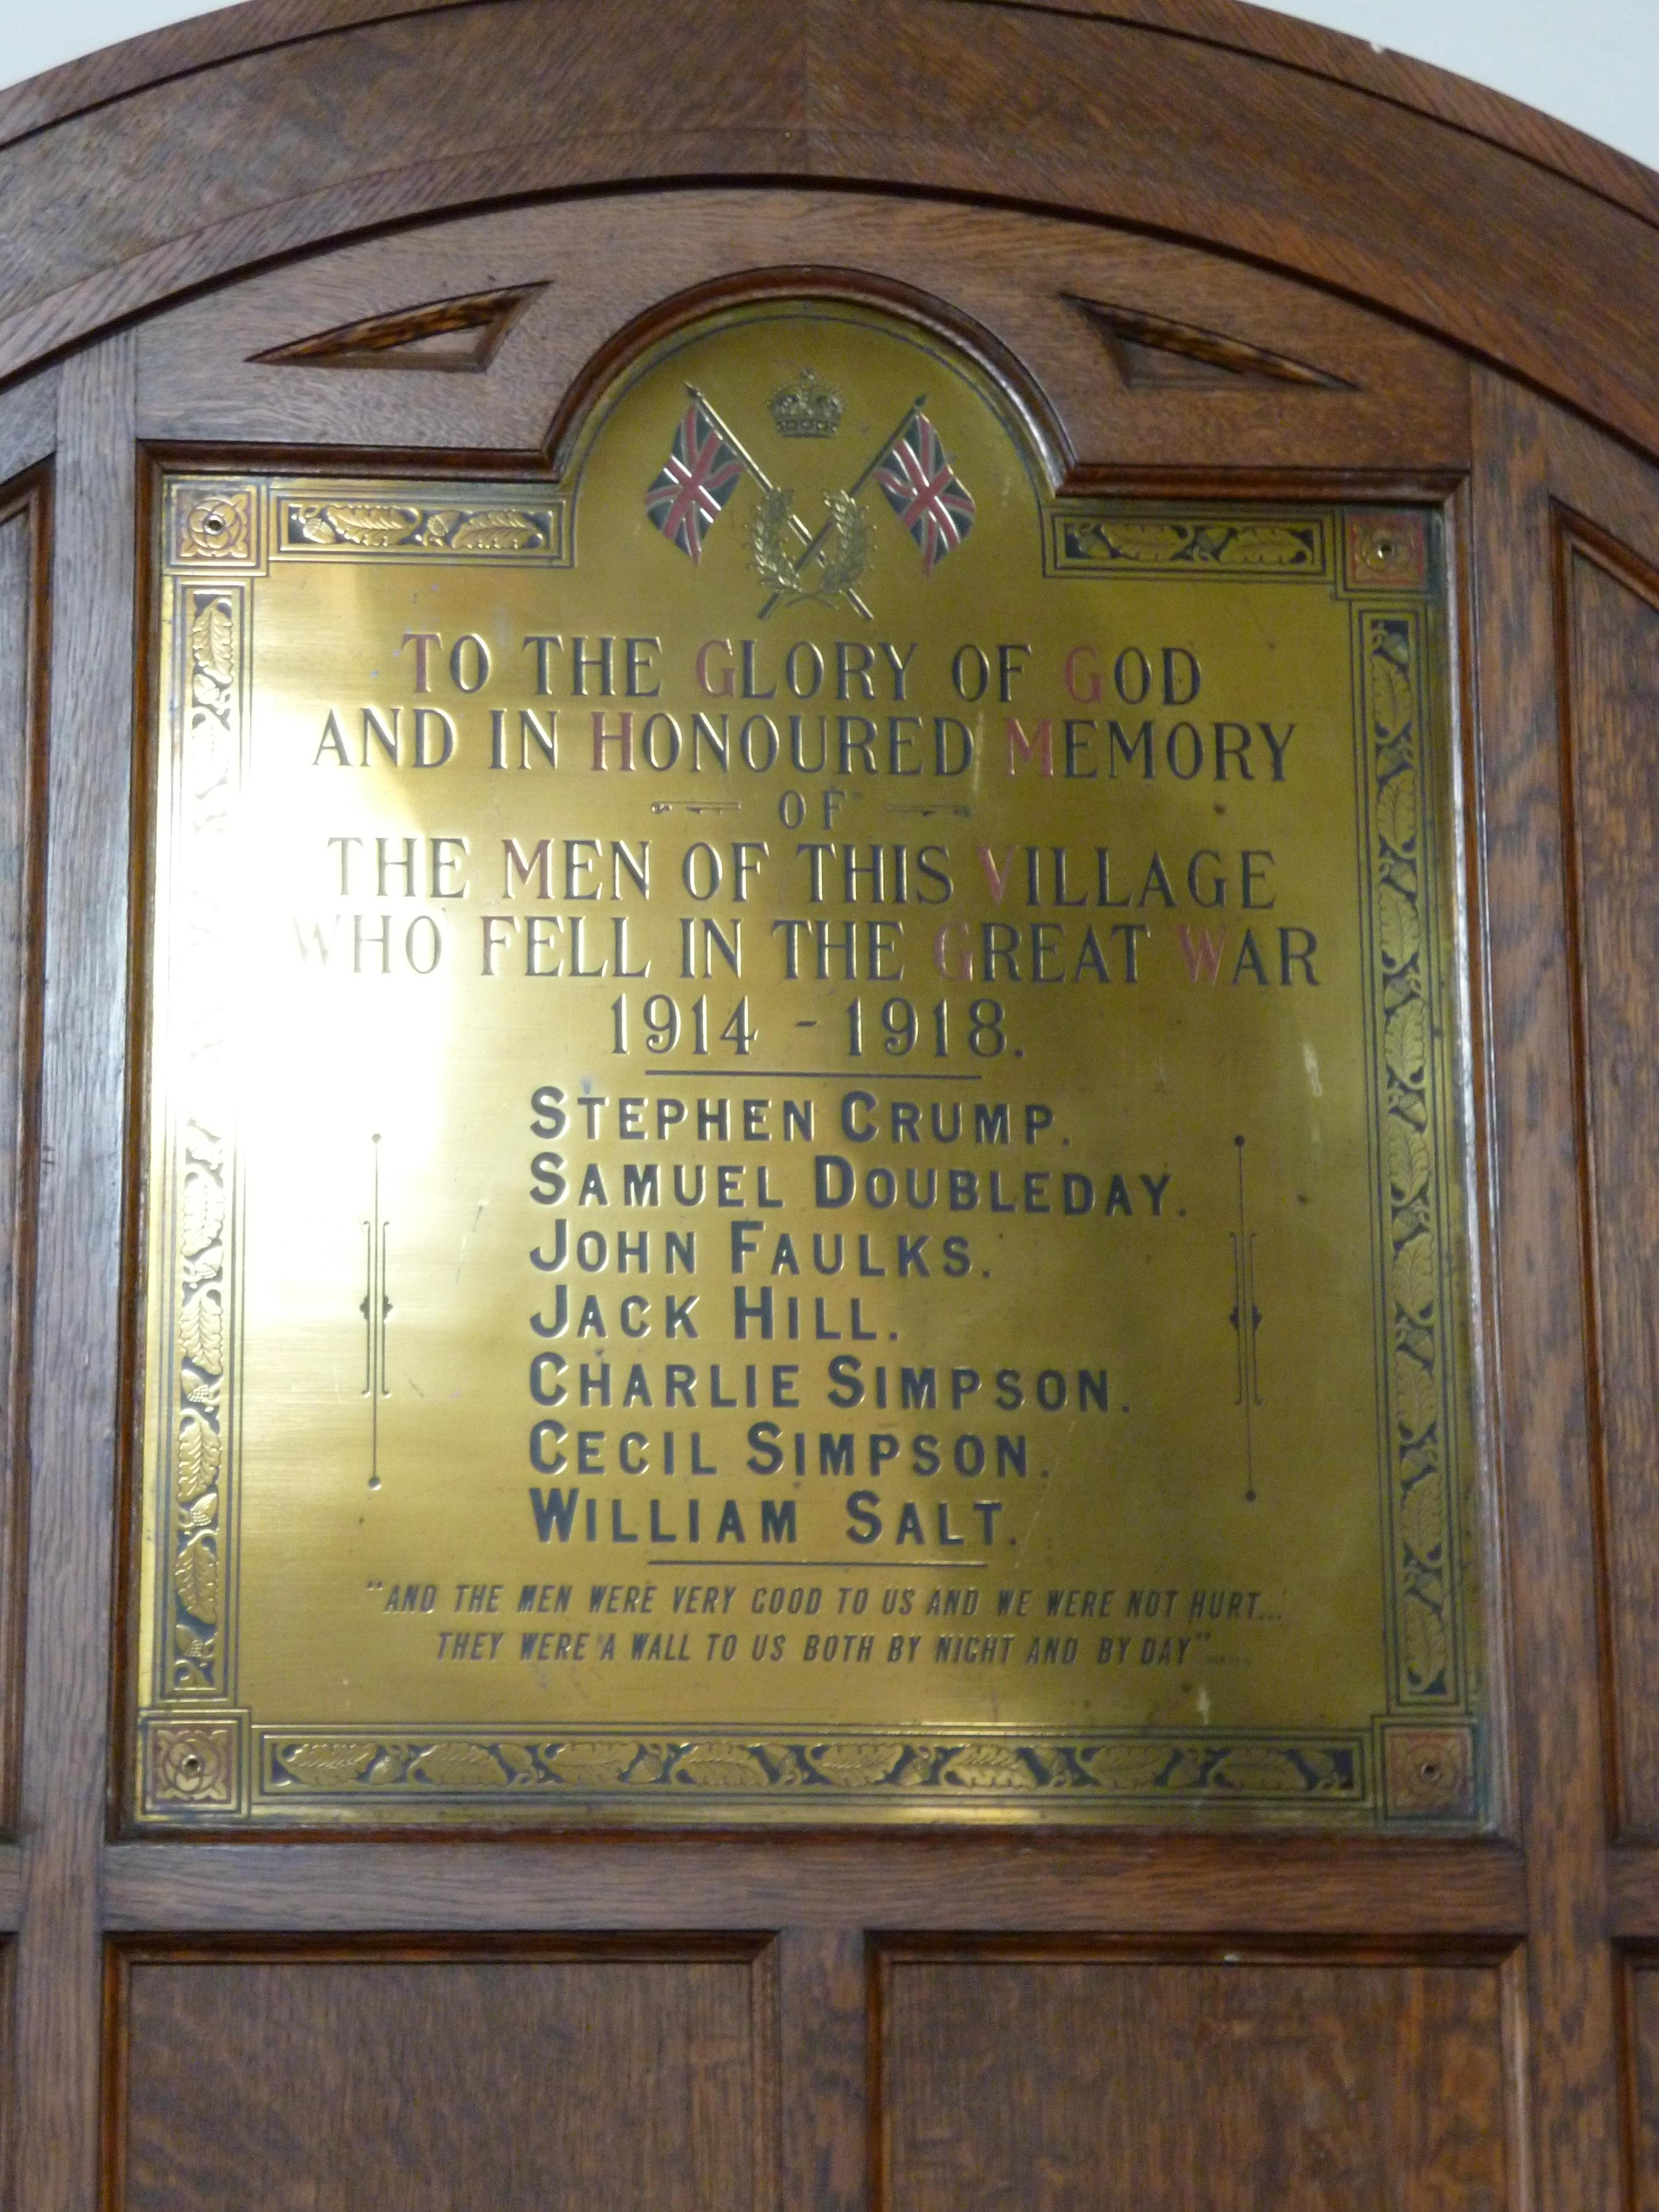 TO THE GLORY OF GOD
AND IN HONOURED MEMORY
OF
THE MEN OF THIS VILLAGE
WHO FELL IN THE GREAT WAR
1914 - 1918.
STEPHEN CRUMP.
SAMUEL DOUBLEDAY.
JOHN FAULKS.
JACK HILL.
CHARLIE SIMPSON.
CECIL SIMPSON.
WILLIAM SALT.
"AND THE MEN WERE VERY GOOD TO US AND WE WERE NOT HURT...
THEY WERE A WALL TO US BOTH BY NIGHT AND BY DAY"